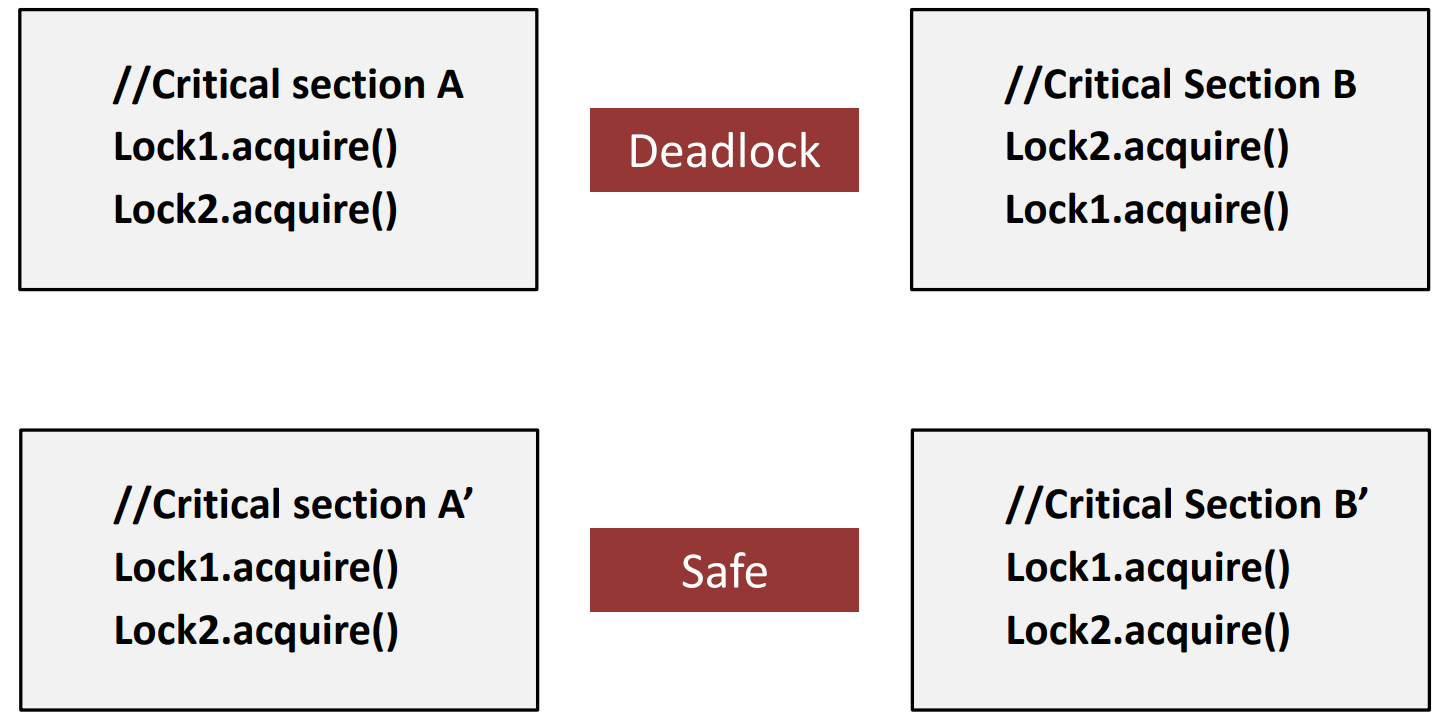 //Critical section A
Lock1.acquire()
Lock2.acquire()
Deadlock
//Critical Section B
Lock2.acquire()
Lock1.acquire()
//Critical section A’
Lock1.acquire()
Lock2.acquire()
Safe
//Critical Section B’
Lock1.acquire()
Lock2.acquire()